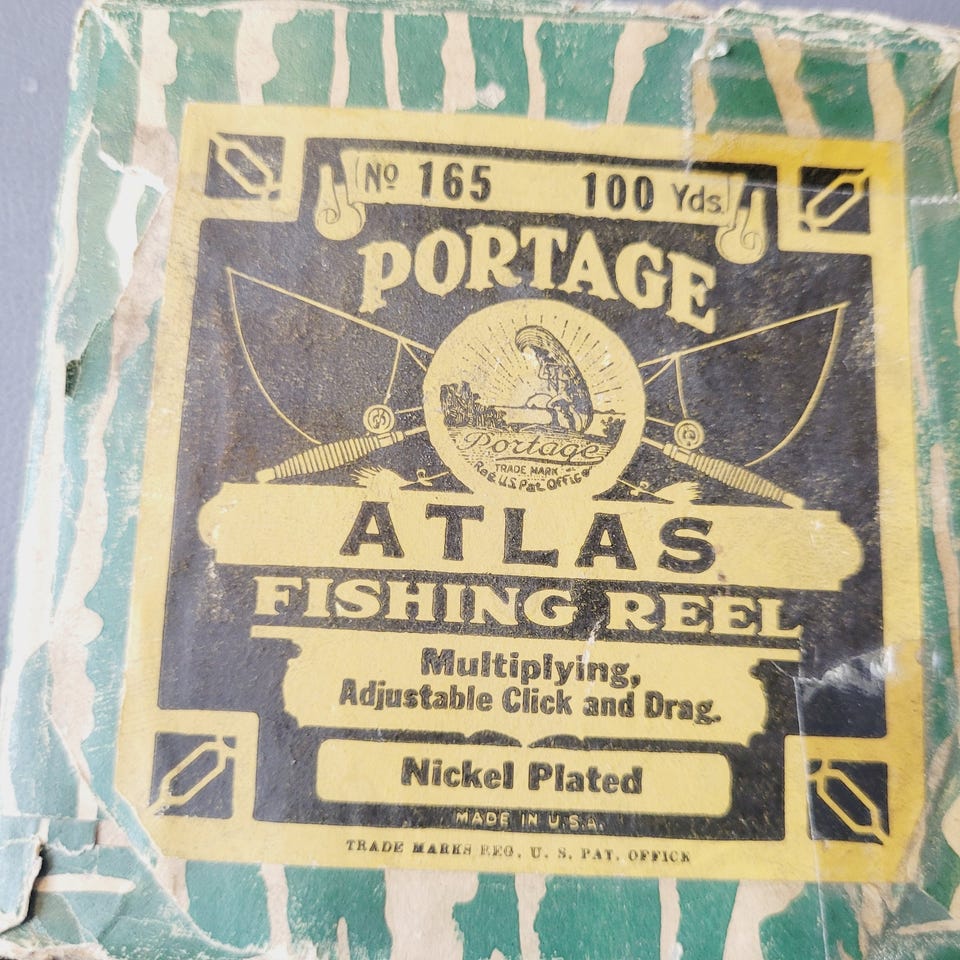 Nº 165 100 Yds.
PORTAGE
Portage
TRADE MARK
Reg. U.S. Pat. Office
ATLAS
FISHING REEL
Multiplying,
Adjustable Click and Drag.
Nickel Plated
MADE IN U.S.A.
TRADE MARKS REG. U. S. PAT. OFFICE